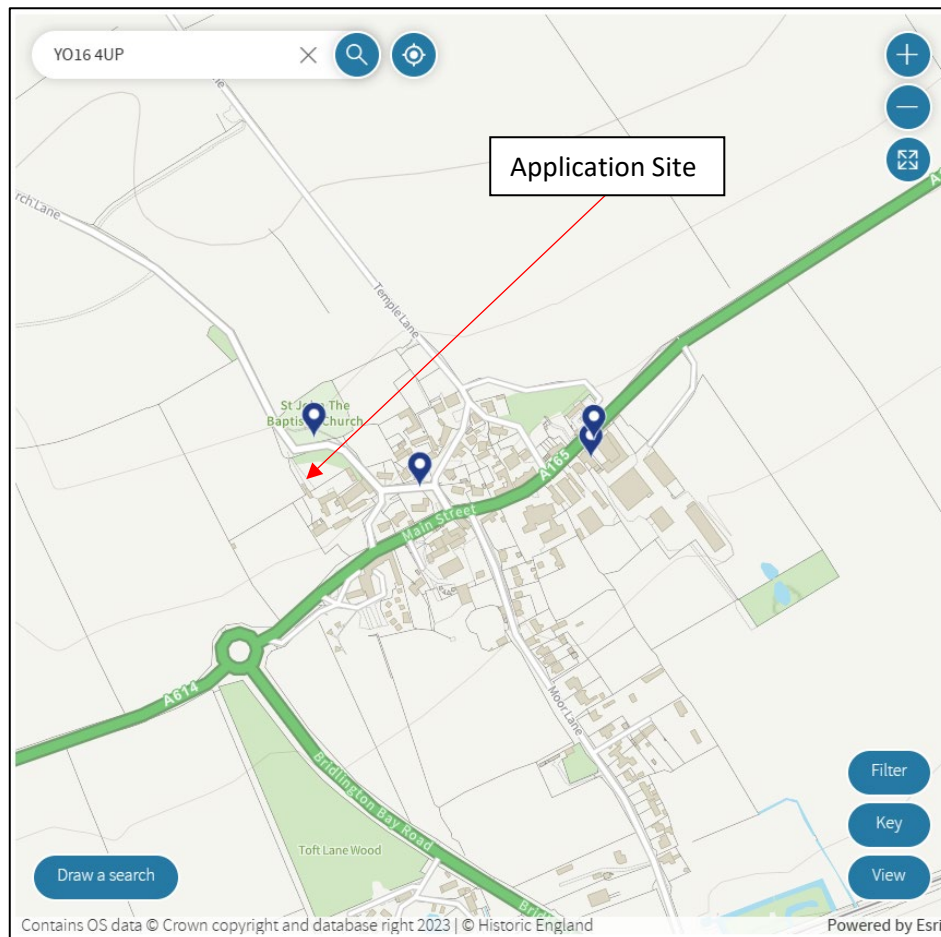 YO16 4UP
Application Site
A
rch Lane
Temple Lane
St John The
Baptist Church
A165
Main Street
Moor Lane
A614
Bridlington Bay Road
Toft Lane Wood
Filter
Key
View
Draw a search
Contains OS data © Crown copyright and database right 2023 | © Historic England
Powered by Esri